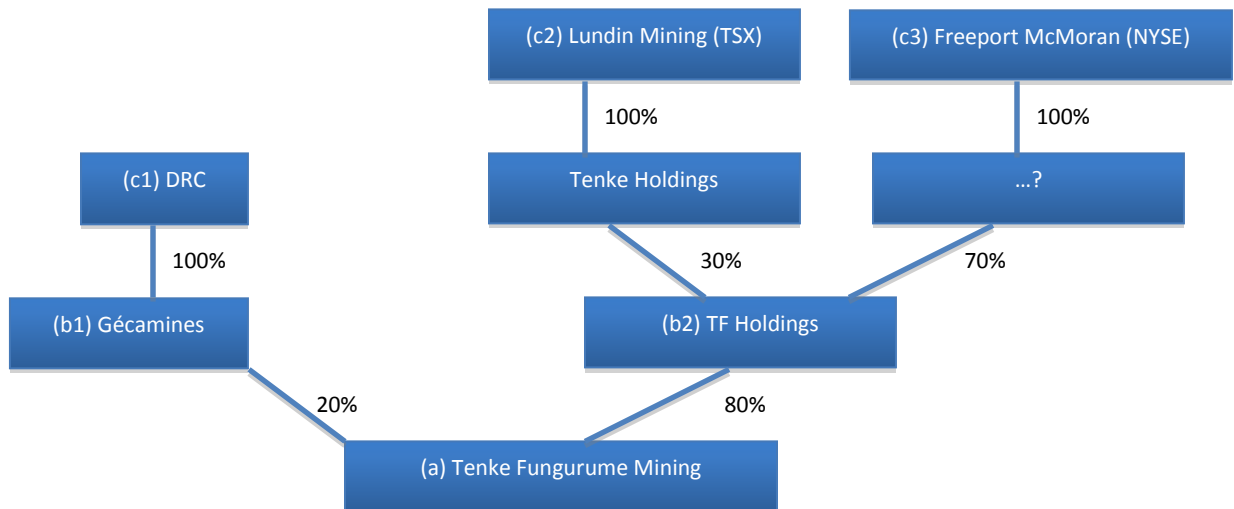 (c2) Lundin Mining (TSX)
(c3) Freeport McMoran (NYSE)
100%
100%
(c1) DRC
Tenke Holdings
...?
100%
30%
70%
(b1) Gécamines
(b2) TF Holdings
20%
80%
(a) Tenke Fungurume Mining